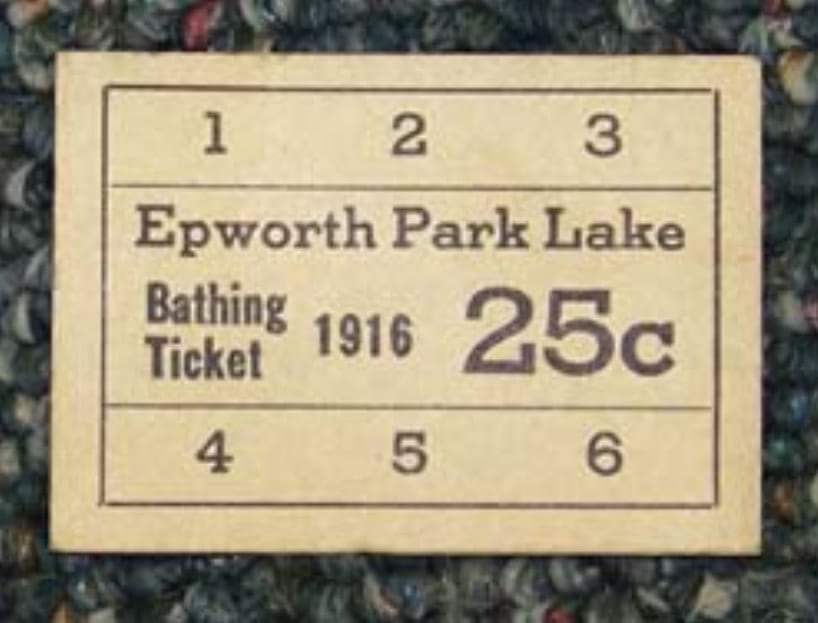 1 2 3
Epworth Park Lake
Bathing
Ticket 1916 25c
4 5 6